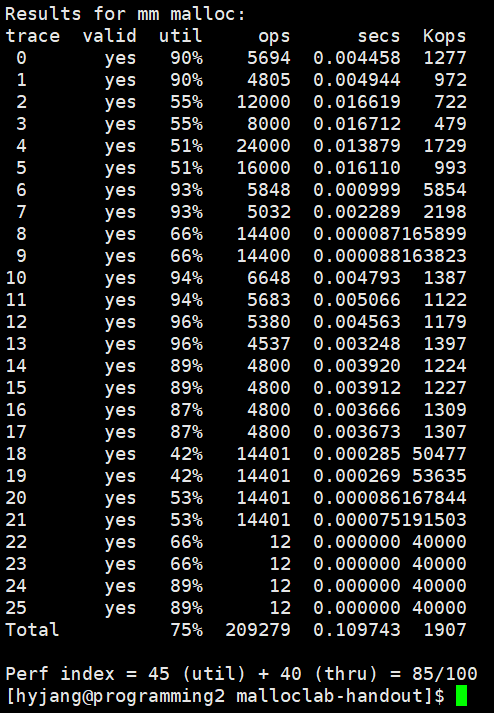 Results for mm malloc:
trace  valid  util     ops      secs  Kops
 0       yes   90%    5694  0.004458  1277
 1       yes   90%    4805  0.004944   972
 2       yes   55%   12000  0.016619   722
 3       yes   55%    8000  0.016712   479
 4       yes   51%   24000  0.013879  1729
 5       yes   51%   16000  0.016110   993
 6       yes   93%    5848  0.000999  5854
 7       yes   93%    5032  0.002289  2198
 8       yes   66%   14400  0.000087165899
 9       yes   66%   14400  0.000088163823
10       yes   94%    6648  0.004793  1387
11       yes   94%    5683  0.005066  1122
12       yes   96%    5380  0.004563  1179
13       yes   96%    4537  0.003248  1397
14       yes   89%    4800  0.003920  1224
15       yes   89%    4800  0.003912  1227
16       yes   87%    4800  0.003666  1309
17       yes   87%    4800  0.003673  1307
18       yes   42%   14401  0.000285 50477
19       yes   42%   14401  0.000269 53635
20       yes   53%   14401  0.000086167844
21       yes   53%   14401  0.000075191503
22       yes   66%      12  0.000000 40000
23       yes   66%      12  0.000000 40000
24       yes   89%      12  0.000000 40000
25       yes   89%      12  0.000000 40000
Total          75%  209279  0.109743  1907
Perf index = 45 (util) + 40 (thru) = 85/100
[hyjang@programming2 malloclab-handout]$